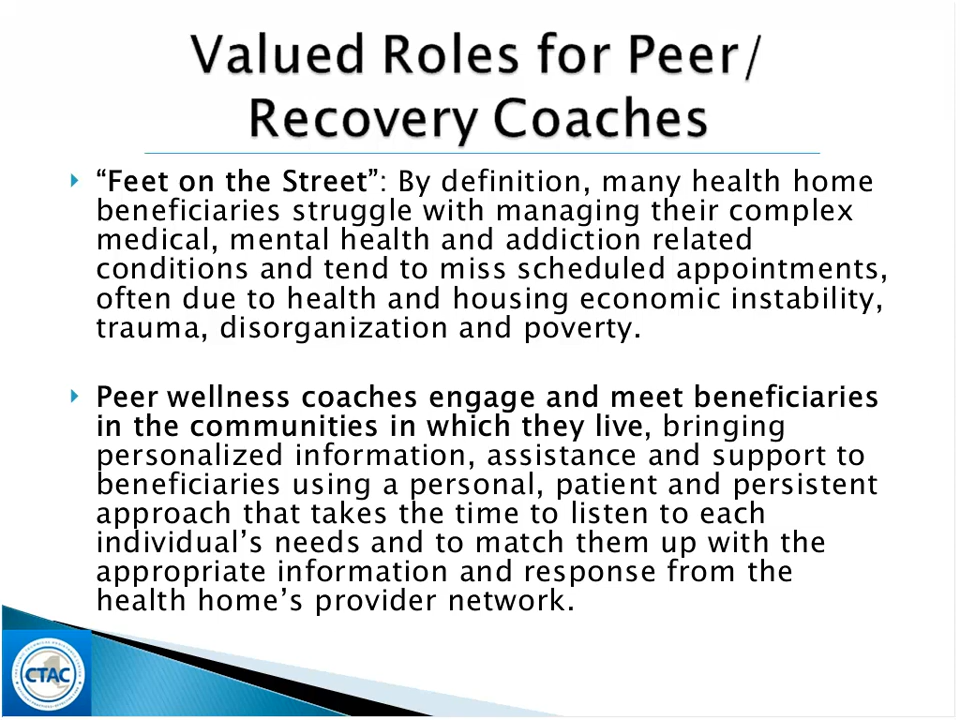 Valued Roles for Peer/
Recovery Coaches
“Feet on the Street”: By definition, many health home
beneficiaries struggle with managing their complex
medical, mental health and addiction related
conditions and tend to miss scheduled appointments,
often due to health and housing economic instability,
trauma, disorganization and poverty.
Peer wellness coaches engage and meet beneficiaries
in the communities in which they live, bringing
personalized information, assistance and support to
beneficiaries using a personal, patient and persistent
approach that takes the time to listen to each
individual’s needs and to match them up with the
appropriate information and response from the
health home’s provider network.
CTAC